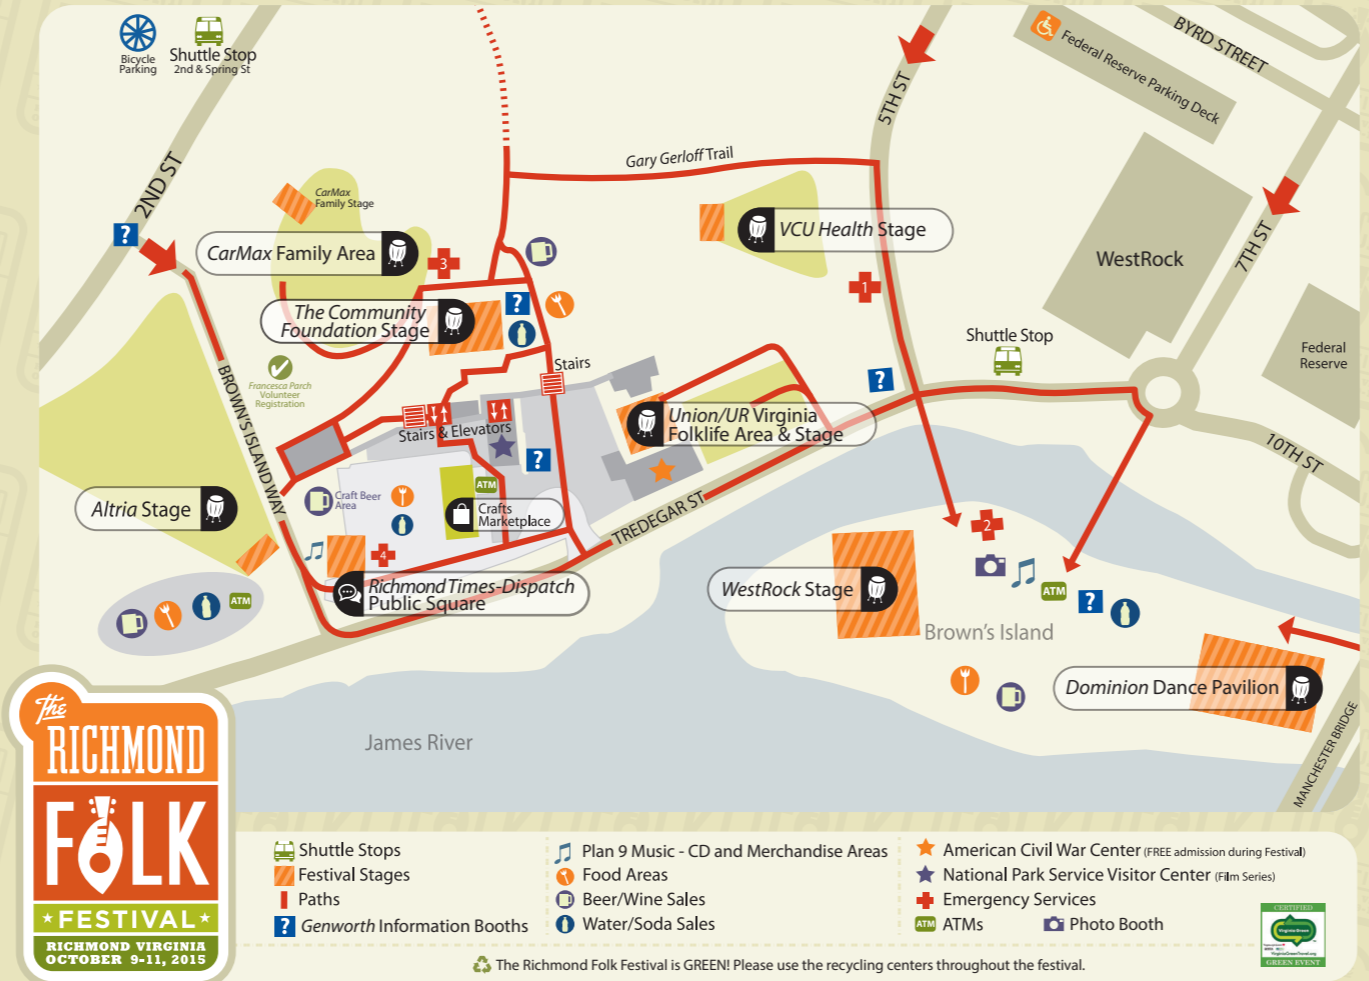 Bicycle
Parking
Shuttle Stop
2nd & Spring St
2ND ST
?
CarMax
Family Stage
CarMax Family Area
3
The Community
Foundation Stage
?
Gary Gerloff Trail
5TH ST
Federal Reserve Parking Deck
BYRD STREET
7TH ST
VCU Health Stage
1
WestRock
Shuttle Stop
Federal
Reserve
10TH ST
Stairs
?
Francesca Parch
Volunteer
Registration
BROWN'S ISLAND WAY
Stairs & Elevators
?
Union/UR Virginia
Folklife Area & Stage
Altria Stage
Craft Beer
Area
ATM
Crafts
Marketplace
TREDEGAR ST
4
Richmond Times-Dispatch
Public Square
ATM
2
ATM
?
WestRock Stage
Brown's Island
Dominion Dance Pavilion
MANCHESTER BRIDGE
James River
The
RICHMOND
FOLK
FESTIVAL
RICHMOND VIRGINIA
OCTOBER 9-11, 2015
Shuttle Stops
Festival Stages
Paths
? Genworth Information Booths
Plan 9 Music - CD and Merchandise Areas
Food Areas
Beer/Wine Sales
Water/Soda Sales
American Civil War Center (FREE admission during Festival)
National Park Service Visitor Center (Film Series)
Emergency Services
ATM ATMs
Photo Booth
The Richmond Folk Festival is GREEN! Please use the recycling centers throughout the festival.
CERTIFIED
Virginia Green
VirginiaGreenTravel.org
GREEN EVENT